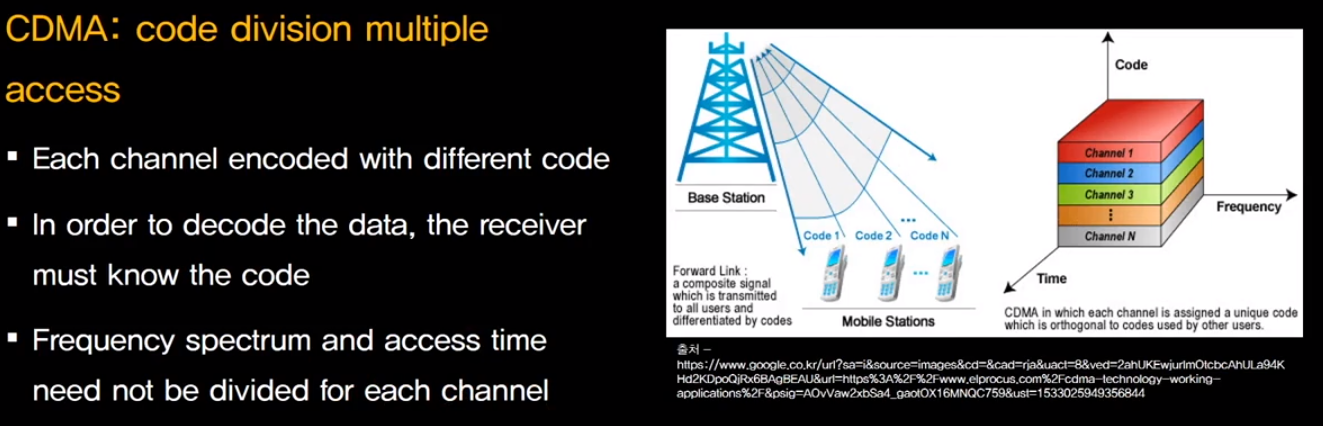 CDMA: code division multiple
access
▪ Each channel encoded with different code
▪ In order to decode the data, the receiver
must know the code
▪ Frequency spectrum and access time
need not be divided for each channel
Base Station
Code 1
Code 2
...
Code N
...
Forward Link :
a composite signal
which is transmitted
to all users and
differentiated by codes
Mobile Stations
Code
Channel 1
Channel 2
Channel 3
⋮
Channel N
Frequency
Time
CDMA in which each channel is assigned a unique code
which is orthogonal to codes used by other users.
출처 –
https://www.google.co.kr/url?sa=i&source=images&cd=&cad=rja&uact=8&ved=2ahUKEwjurImOtcbcAhULa94K
Hd2KDpoQjRx6BAgBEAU&url=https%3A%2F%2Fwww.elprocus.com%2Fcdma-technology-working-
applications%2F&psig=AOvVaw2xbSa4_gaotOX16MNQC759&ust=1533025949356844